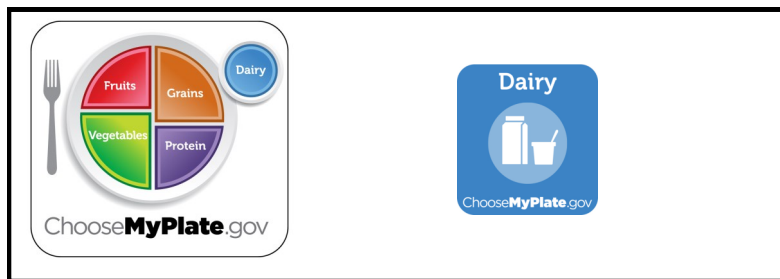 Fruits
Grains
Dairy
Vegetables
Protein
ChooseMyPlate.gov
Dairy
ChooseMyPlate.gov